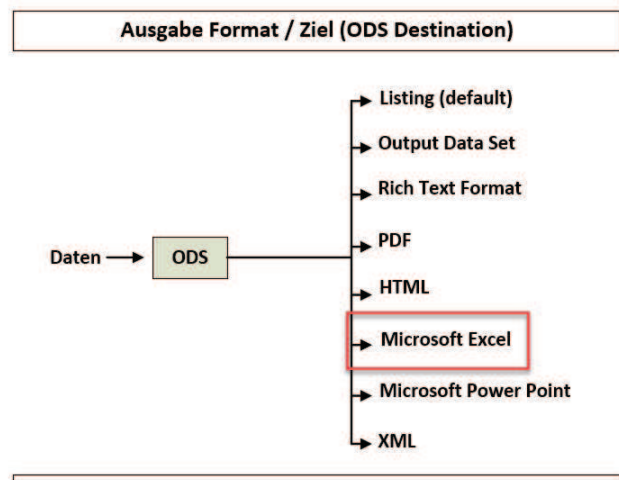 Ausgabe Format / Ziel (ODS Destination)
Listing (default)
Output Data Set
Rich Text Format
PDF
Daten
ODS
HTML
Microsoft Excel
Microsoft Power Point
XML